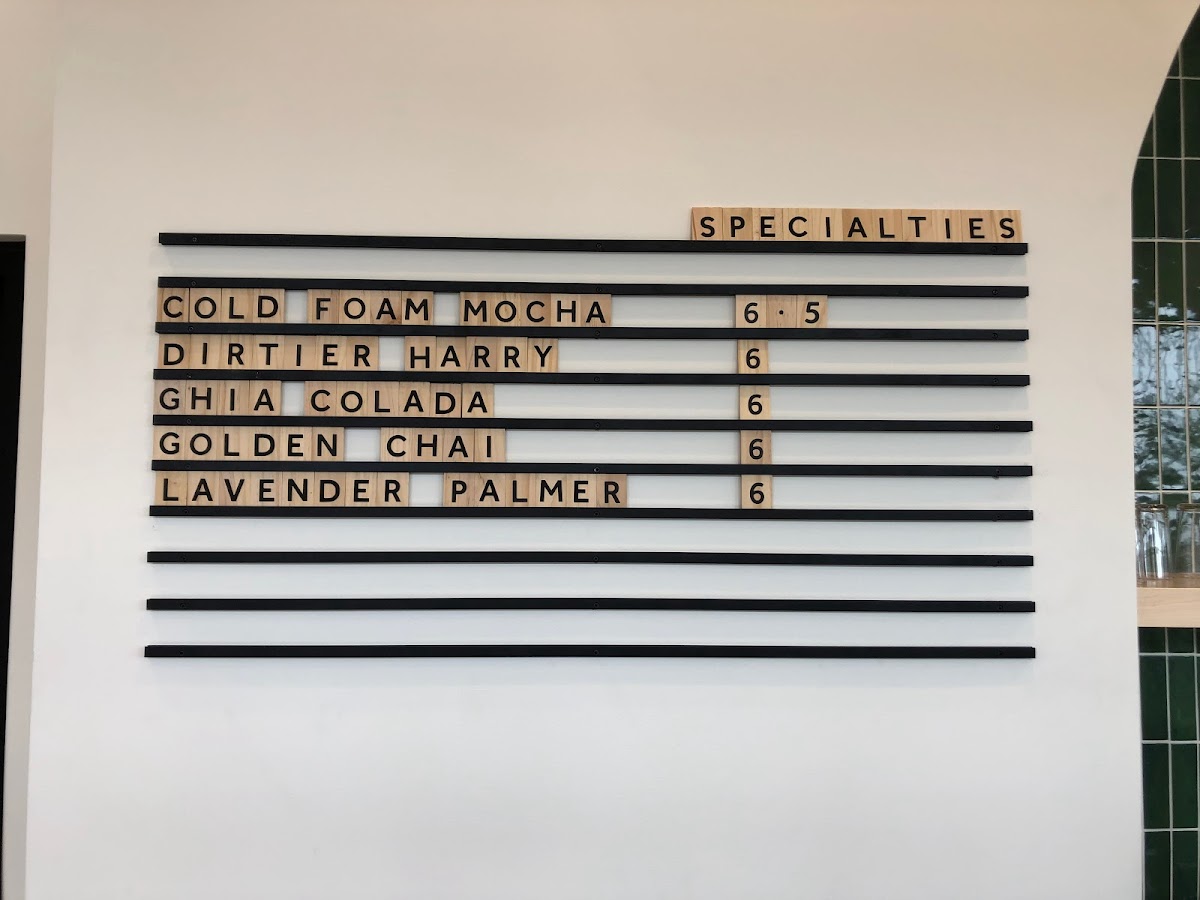 SPECIALTIES
COLD FOAM MOCHA 6·5
DIRTIER HARRY 6
GHIA COLADA 6
GOLDEN CHAI 6
LAVENDER PALMER 6